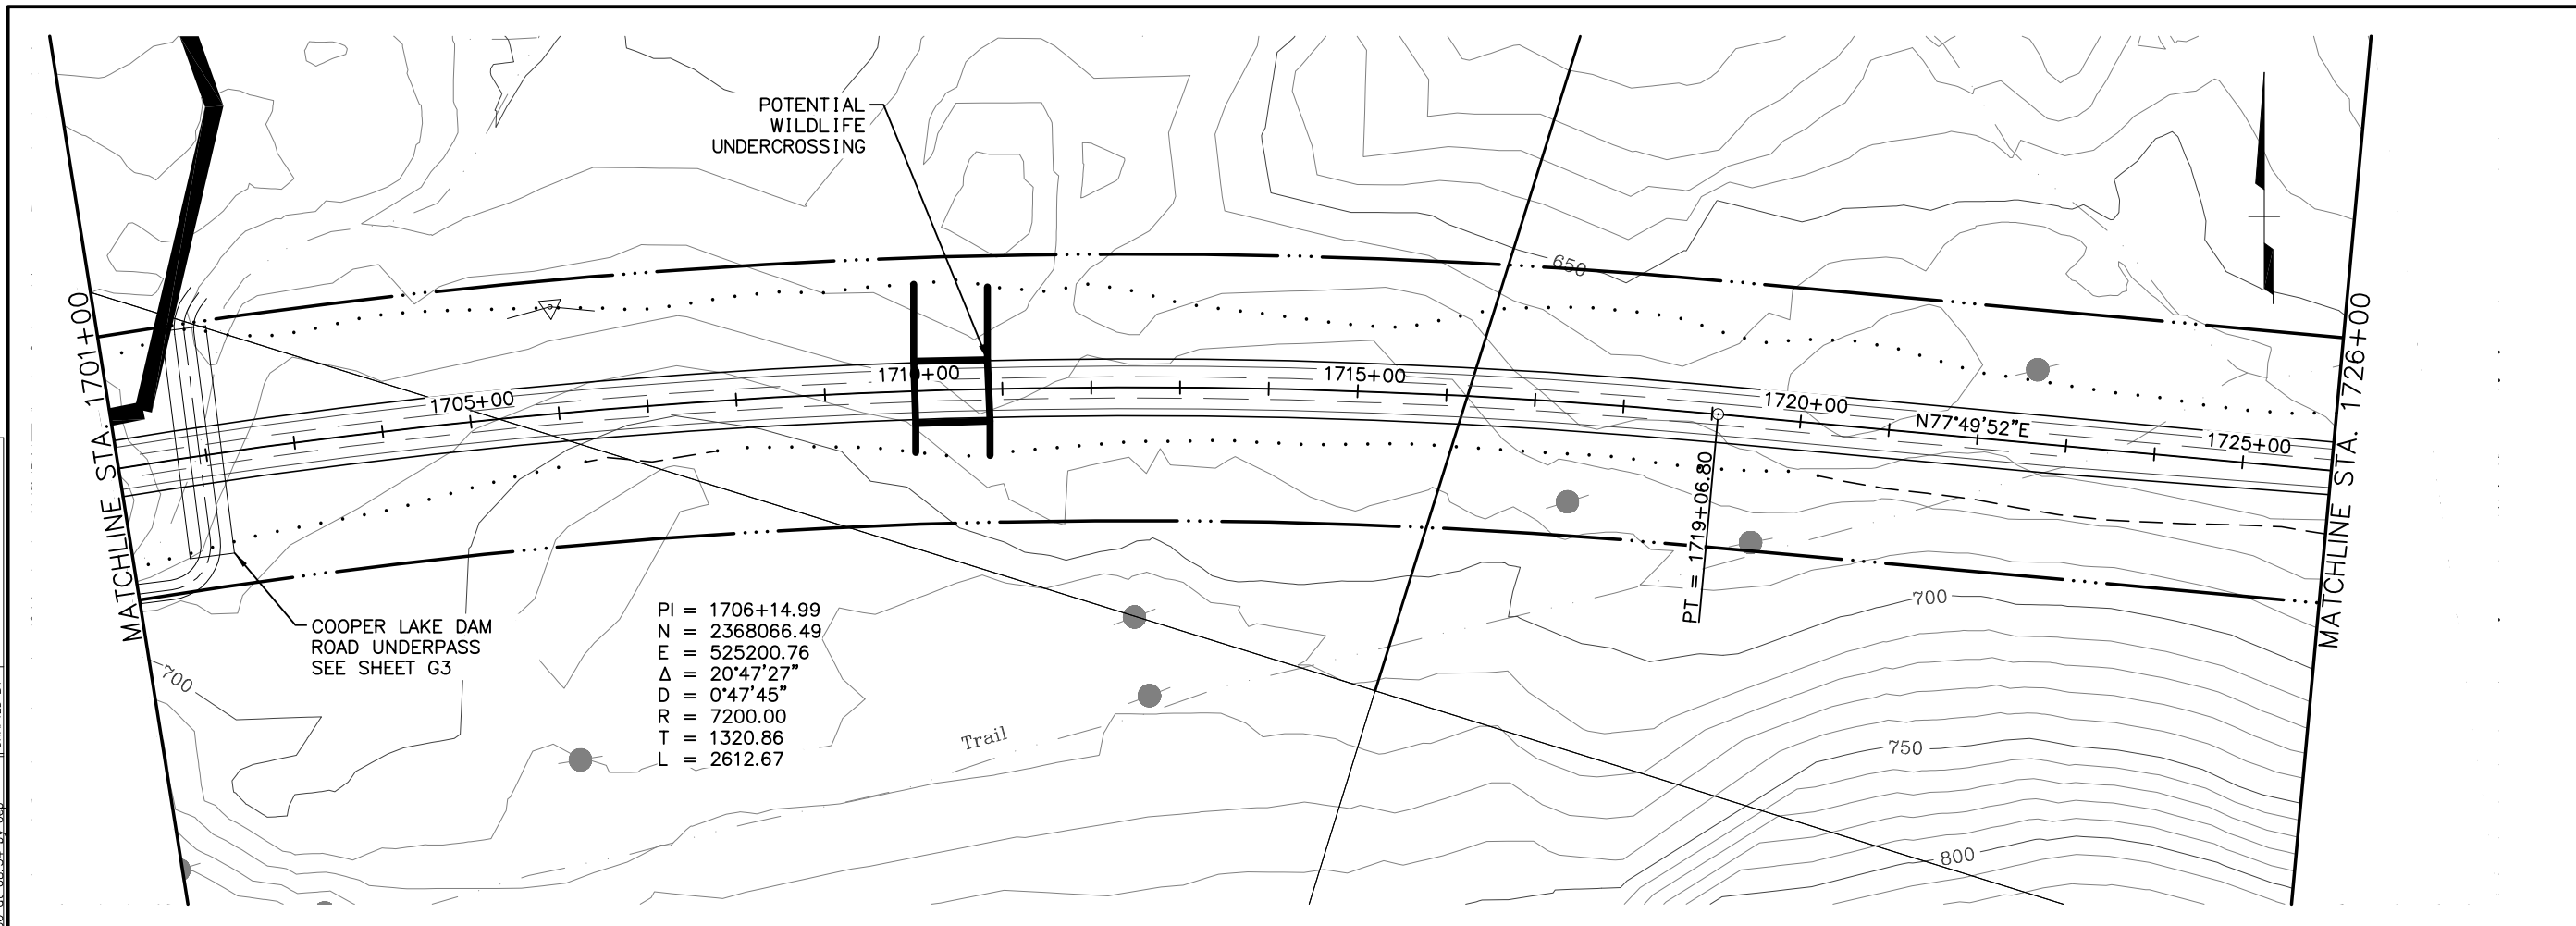 POTENTIAL
WILDLIFE
UNDERCROSSING
650
MATCHLINE STA. 1701+00
1705+00
1710+00
1715+00
1720+00
N77°49'52"E
1725+00
MATCHLINE STA. 1726+00
PT = 1719+06.80
COOPER LAKE DAM
ROAD UNDERPASS
SEE SHEET G3
PI = 1706+14.99
N = 2368066.49
E = 525200.76
Δ = 20°47'27"
D = 0°47'45"
R = 7200.00
T = 1320.86
L = 2612.67
700
700
Trail
750
800